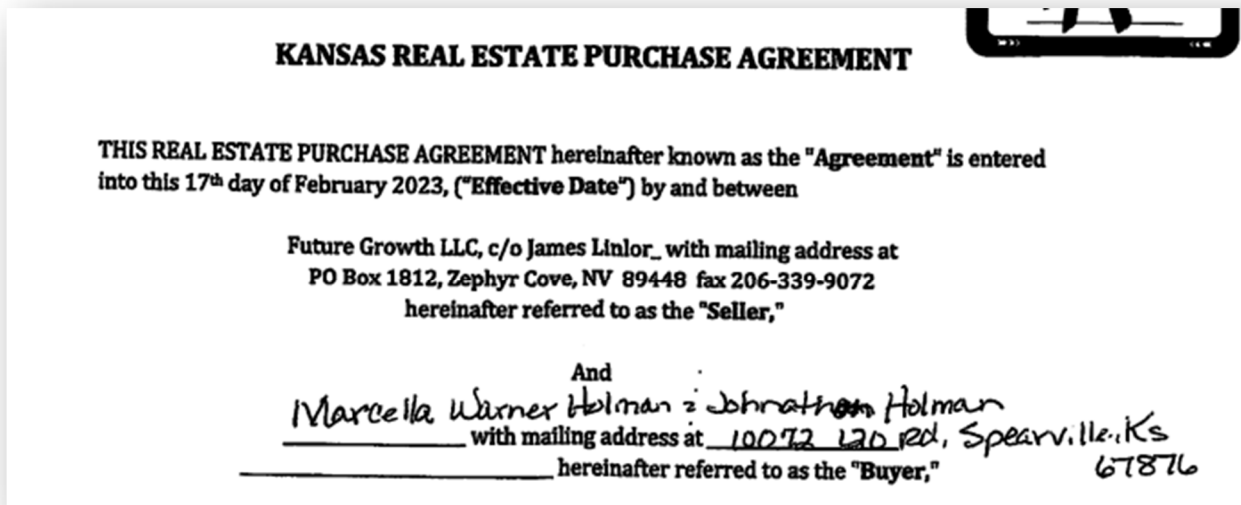 KANSAS REAL ESTATE PURCHASE AGREEMENT
THIS REAL ESTATE PURCHASE AGREEMENT hereinafter known as the "Agreement" is entered
into this 17th day of February 2023, ("Effective Date") by and between
Future Growth LLC, c/o James Linlor_ with mailing address at
PO Box 1812, Zephyr Cove, NV 89448 fax 206-339-9072
hereinafter referred to as the "Seller,"
And
Marcella Warner Holman & Johnathon Holman
with mailing address at 10072 120 Rd, Spearville, Ks
67876
hereinafter referred to as the "Buyer,"